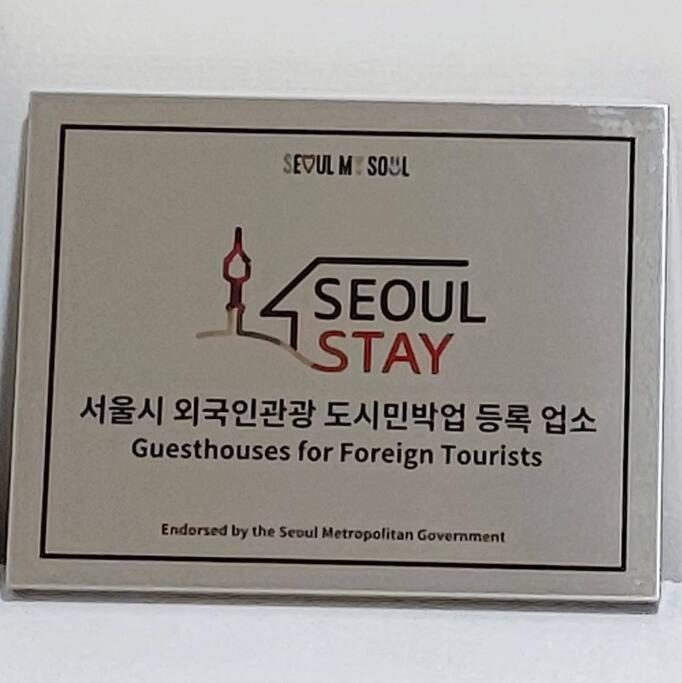 SEOUL MY SOUL
SEOUL
STAY
서울시 외국인관광 도시민박업 등록 업소
Guesthouses for Foreign Tourists
Endorsed by the Seoul Metropolitan Government